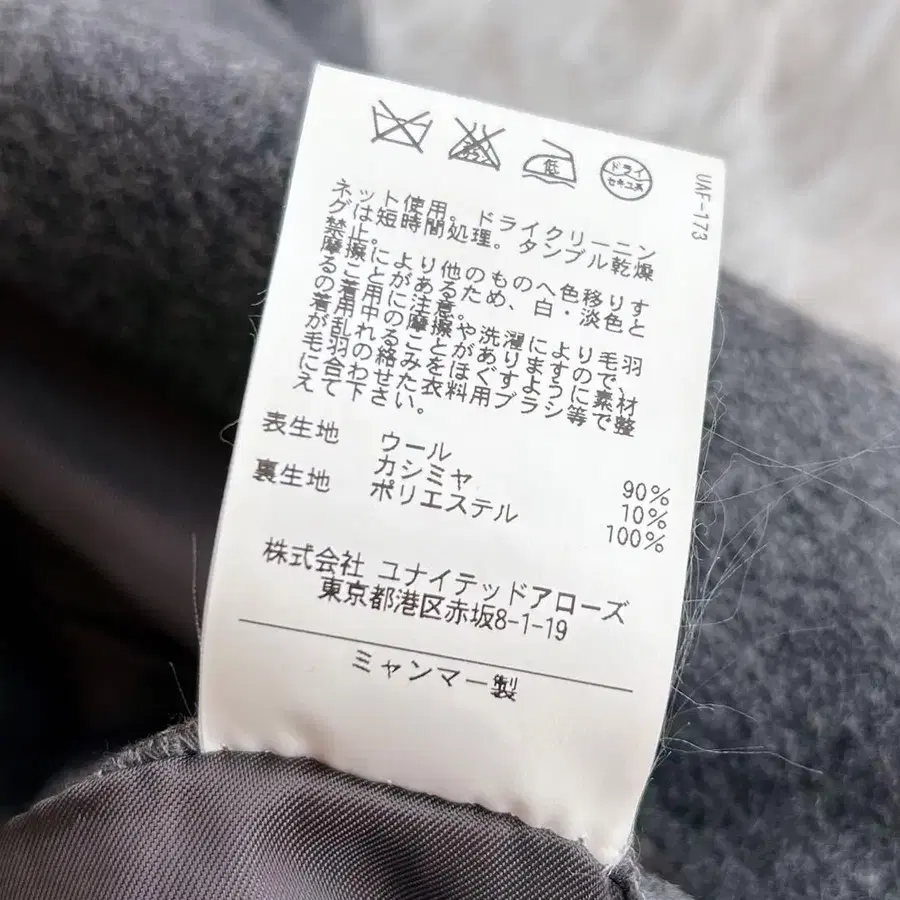 低
ドライ
セキユ系
UAF-173
ネット使用。ドライクリーニン
グは短時間処理。タンブル乾燥
禁止。
摩擦により他のものへ色移りす
ることがあるため、白・淡色と
のご着用に注意。
着用中の摩擦や洗濯により毛羽
が乱れることがありますので、
毛羽の絡みをほぐすように素材
に合わせた衣料用ブラシ等で整
えて下さい。
表生地 ウール 90%
カシミヤ 10%
裏生地 ポリエステル 100%
株式会社 ユナイテッドアローズ
東京都港区赤坂8-1-19
ミャンマー製